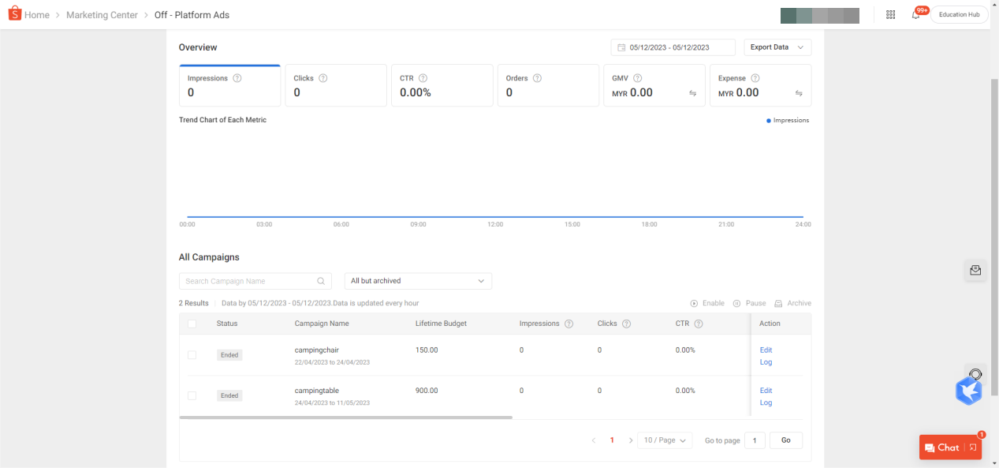 Home > Marketing Center > Off - Platform Ads
99+
Education Hub
Overview
05/12/2023 - 05/12/2023
Export Data
Impressions ?
0
Clicks ?
0
CTR ?
0.00%
Orders ?
0
GMV ?
MYR 0.00
Expense ?
MYR 0.00
Trend Chart of Each Metric
Impressions
00:00 03:00 06:00 09:00 12:00 15:00 18:00 21:00 24:00
All Campaigns
Search Campaign Name
All but archived
2 Results
Data by 05/12/2023 - 05/12/2023.Data is updated every hour
Enable Pause Archive
Status Campaign Name Lifetime Budget Impressions ? Clicks ? CTR ? Action
Ended campingchair 150.00 0 0 0.00% Edit
22/04/2023 to 24/04/2023 Log
Ended campingtable 900.00 0 0 0.00% Edit
24/04/2023 to 11/05/2023 Log
< 1 > 10 / Page Go to page 1 Go
Chat
1